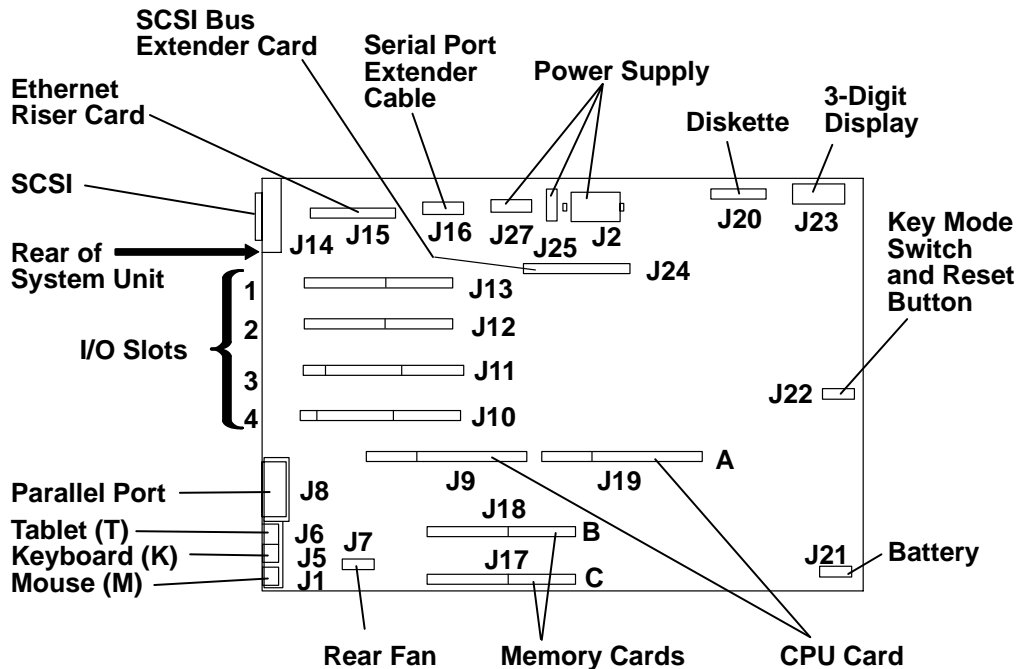 SCSI Bus
Extender Card
Serial Port
Extender
Cable
Power Supply
Ethernet
Riser Card
Diskette
3-Digit
Display
SCSI
J14
J15
J16
J27
J25
J2
J20
J23
Key Mode
Switch
and Reset
Button
Rear of
System Unit
J24
I/O Slots
1
J13
2
J12
3
J11
4
J10
J22
J9
J19
A
Parallel Port
J8
J18
B
Tablet (T)
J6
Keyboard (K)
J5
Mouse (M)
J1
J7
J17
C
J21
Battery
Rear Fan
Memory Cards
CPU Card